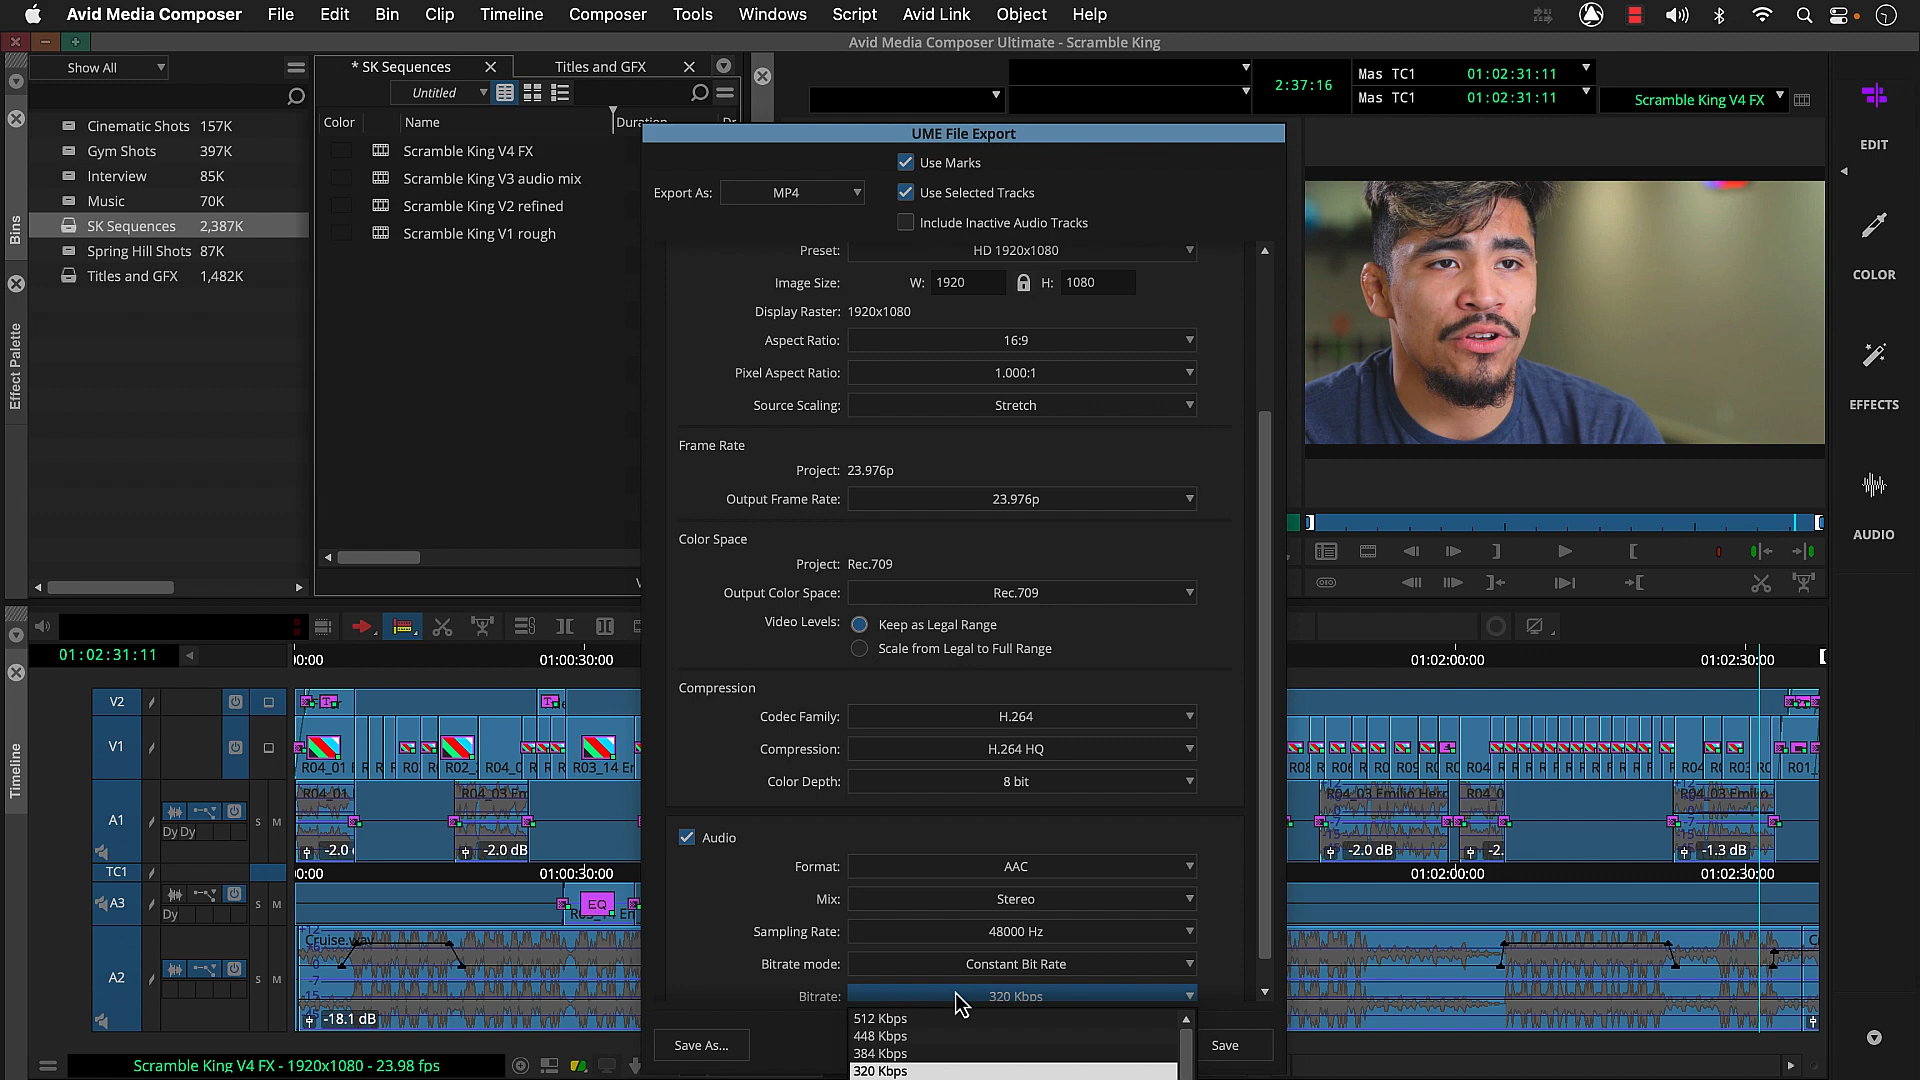 Avid Media Composer File Edit Bin Clip Timeline Composer Tools Windows Script Avid Link Object Help
Avid Media Composer Ultimate - Scramble King
Show All
Bins
Effect Palette
Cinematic Shots 157K
Gym Shots 397K
Interview 85K
Music 70K
SK Sequences 2,387K
Spring Hill Shots 87K
Titles and GFX 1,482K
* SK Sequences
Titles and GFX
Untitled
Color Name Duration Dr
Scramble King V4 FX
Scramble King V3 audio mix
Scramble King V2 refined
Scramble King V1 rough
UME File Export
Use Marks
Export As: MP4
Use Selected Tracks
Include Inactive Audio Tracks
Preset: HD 1920x1080
Image Size: W: 1920 H: 1080
Display Raster: 1920x1080
Aspect Ratio: 16:9
Pixel Aspect Ratio: 1.000:1
Source Scaling: Stretch
Frame Rate
Project: 23.976p
Output Frame Rate: 23.976p
Color Space
Project: Rec.709
Output Color Space: Rec.709
Video Levels: Keep as Legal Range
Scale from Legal to Full Range
Compression
Codec Family: H.264
Compression: H.264 HQ
Color Depth: 8 bit
Audio
Format: AAC
Mix: Stereo
Sampling Rate: 48000 Hz
Bitrate mode: Constant Bit Rate
Bitrate: 320 Kbps
512 Kbps
448 Kbps
384 Kbps
320 Kbps
Save As...
Save
2:37:16
Mas TC1 01:02:31:11
Mas TC1 01:02:31:11
Scramble King V4 FX
EDIT
COLOR
EFFECTS
AUDIO
Timeline
01:02:31:11
00:00 01:00:30:00 01:02:00:00 01:02:30:00
V2
V1
R04_01 R R R0 R R02_ R04_0 R R R R03_14 Er
A1
R04_01 R04_03 Em R04_03 Emilio Herr R04_0 R04_03 Emilio
Dy Dy S M
-2.0 -2.0 dB -2.0 dB -2. -1.3 dB
TC1
00:00 01:00:30:00 01:02:00:00 01:02:30:00
A3
Dy S M
EQ
R03_14 En
A2
S M
Cruise.wav
-18.1 dB
Scramble King V4 FX - 1920x1080 - 23.98 fps